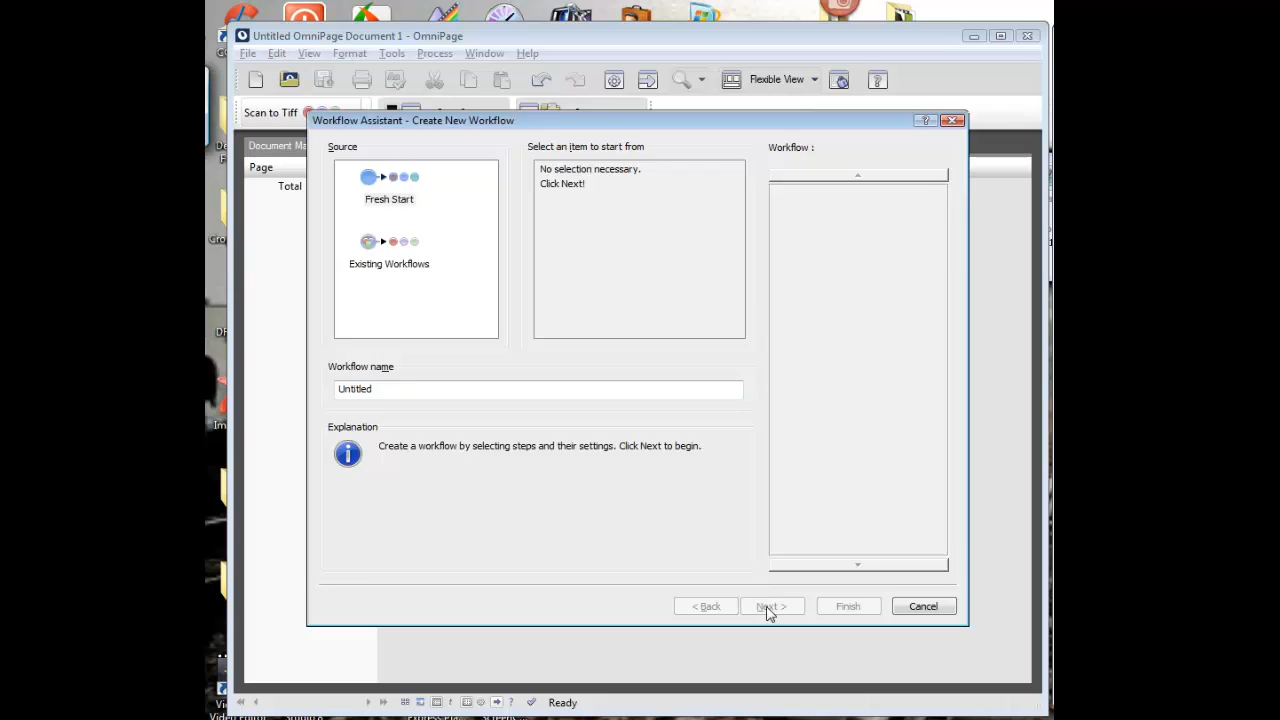 Untitled OmniPage Document 1 - OmniPage
File Edit View Format Tools Process Window Help
Flexible View
Scan to Tiff
Workflow Assistant - Create New Workflow
Document Ma
Source
Select an item to start from
Workflow :
Page
No selection necessary.
Click Next!
Total
Fresh Start
Existing Workflows
Workflow name
Untitled
Explanation
Create a workflow by selecting steps and their settings. Click Next to begin.
< Back
Next >
Finish
Cancel
Ready